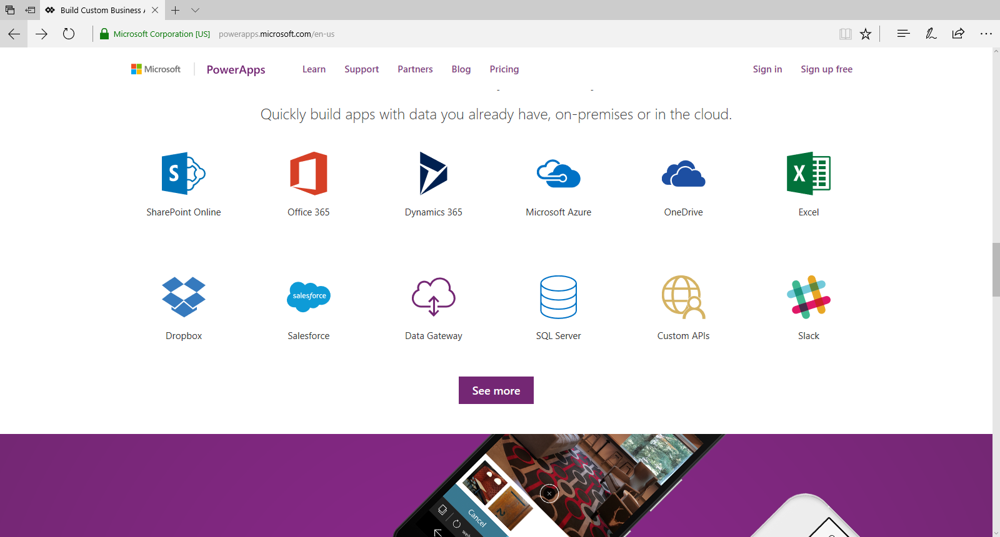 Build Custom Business A
Microsoft Corporation [US] powerapps.microsoft.com/en-us
Microsoft PowerApps Learn Support Partners Blog Pricing Sign in Sign up free
Quickly build apps with data you already have, on-premises or in the cloud.
S X
SharePoint Online Office 365 Dynamics 365 Microsoft Azure OneDrive Excel
salesforce
Dropbox Salesforce Data Gateway SQL Server Custom APIs Slack
See more
Cancel